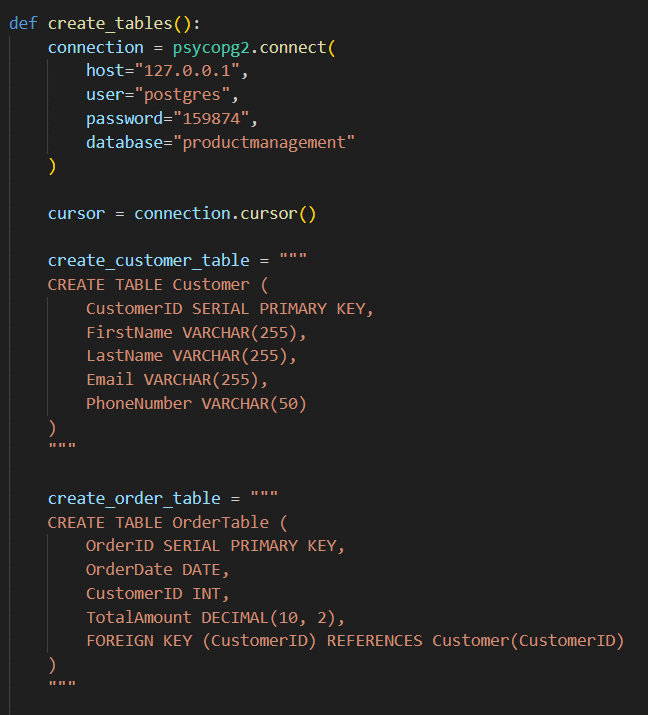 def create_tables():
    connection = psycopg2.connect(
        host="127.0.0.1",
        user="postgres",
        password="159874",
        database="productmanagement"
    )
    cursor = connection.cursor()
    create_customer_table = """
    CREATE TABLE Customer (
        CustomerID SERIAL PRIMARY KEY,
        FirstName VARCHAR(255),
        LastName VARCHAR(255),
        Email VARCHAR(255),
        PhoneNumber VARCHAR(50)
    )
    """
    create_order_table = """
    CREATE TABLE OrderTable (
        OrderID SERIAL PRIMARY KEY,
        OrderDate DATE,
        CustomerID INT,
        TotalAmount DECIMAL(10, 2),
        FOREIGN KEY (CustomerID) REFERENCES Customer(CustomerID)
    )
    """